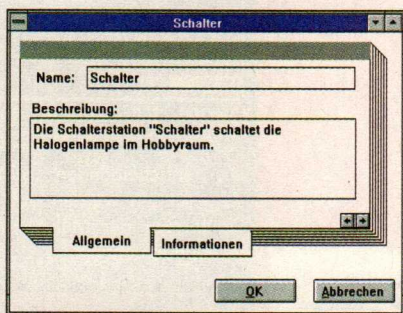 Schalter
Name: Schalter
Beschreibung:
Die Schalterstation "Schalter" schaltet die
Halogenlampe im Hobbyraum.
Allgemein Informationen
OK Abbrechen